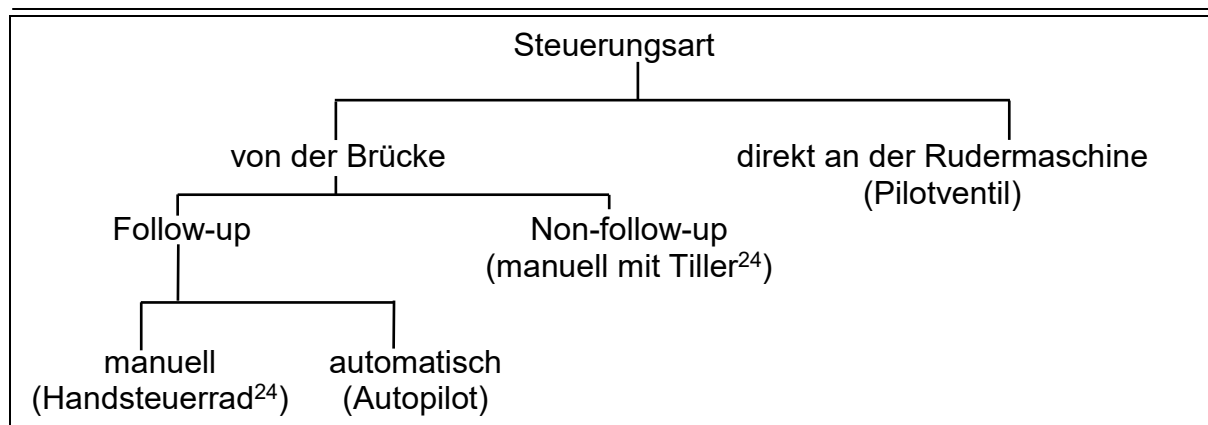 Steuerungsart
von der Brücke
direkt an der Rudermaschine
(Pilotventil)
Follow-up
Non-follow-up
(manuell mit Tiller24)
manuell
(Handsteuerrad24)
automatisch
(Autopilot)